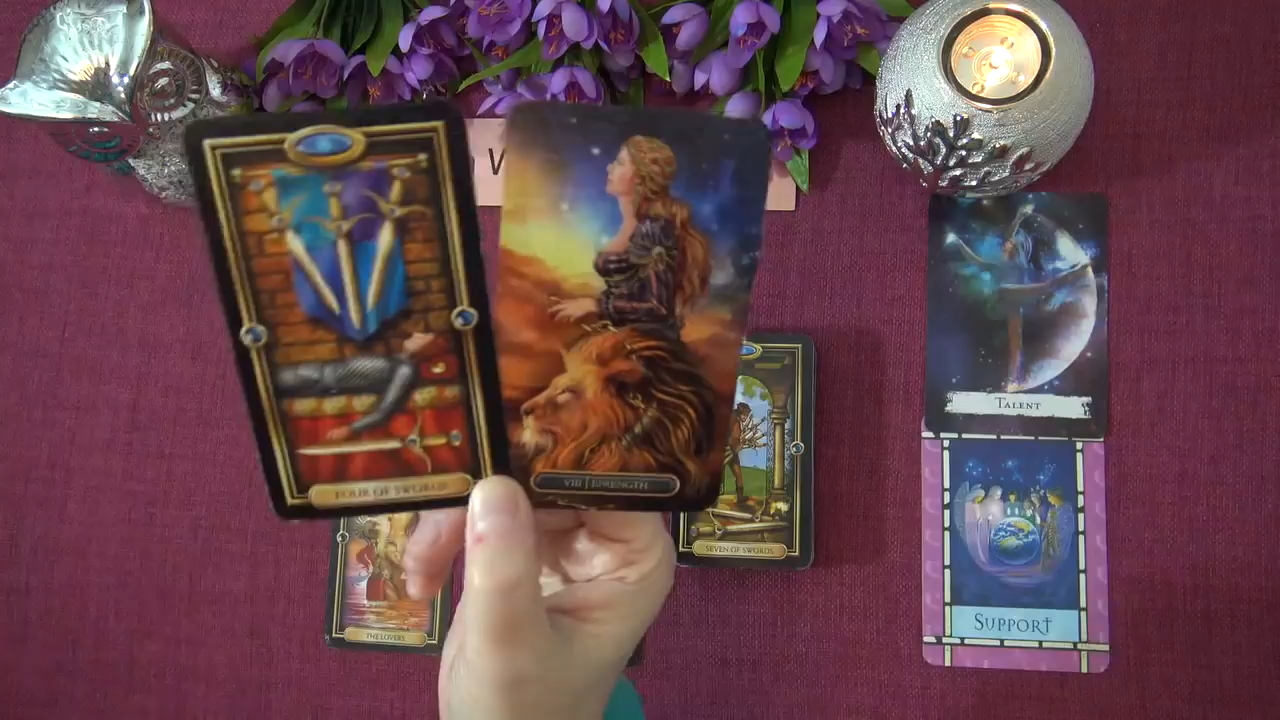 FOUR OF SWORDS
VIII | STRENGTH
SEVEN OF SWORDS
THE LOVERS
TALENT
SUPPORT